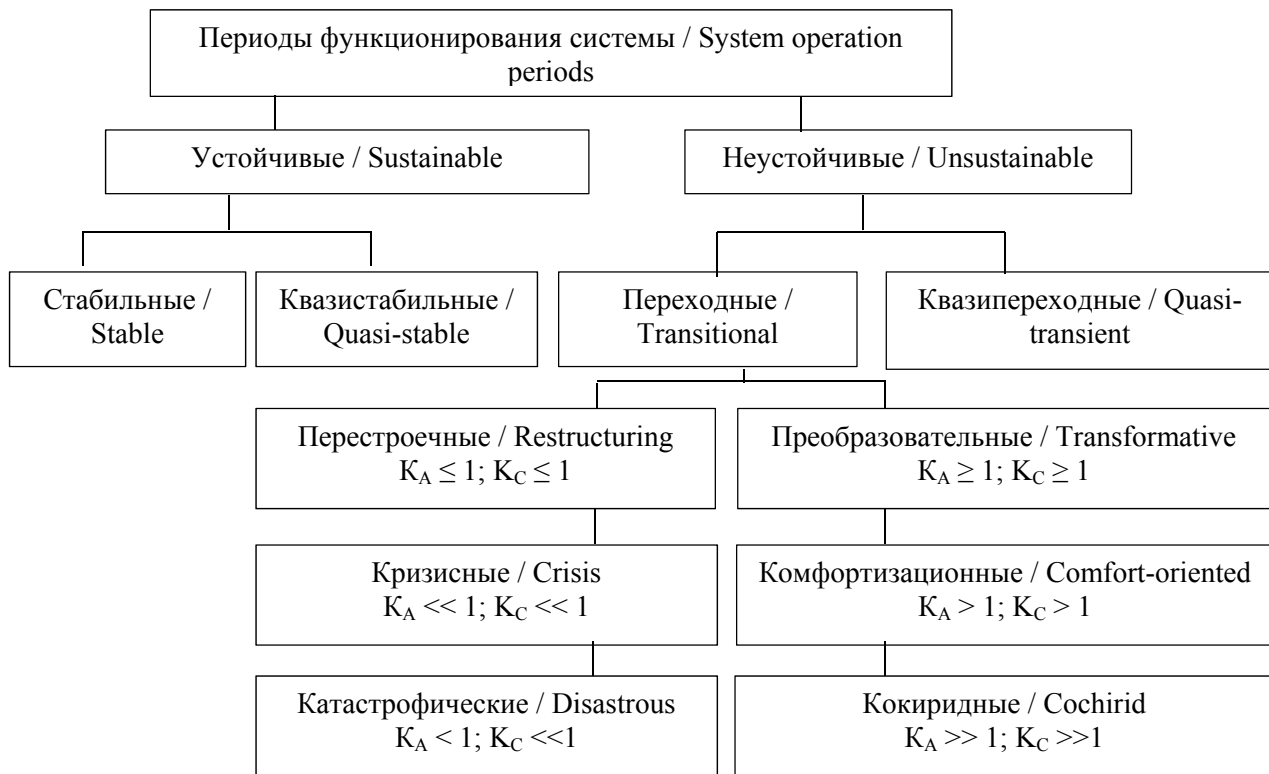 Периоды функционирования системы / System operation
periods
Устойчивые / Sustainable
Неустойчивые / Unsustainable
Стабильные /
Stable
Квазистабильные /
Quasi-stable
Переходные /
Transitional
Квазипереходные / Quasi-
transient
Перестроечные / Restructuring
K_A ≤ 1; K_C ≤ 1
Преобразовательные / Transformative
K_A ≥ 1; K_C ≥ 1
Кризисные / Crisis
K_A << 1; K_C << 1
Комфортизационные / Comfort-oriented
K_A > 1; K_C > 1
Катастрофические / Disastrous
K_A < 1; K_C <<1
Кокиридные / Cochirid
K_A >> 1; K_C >>1